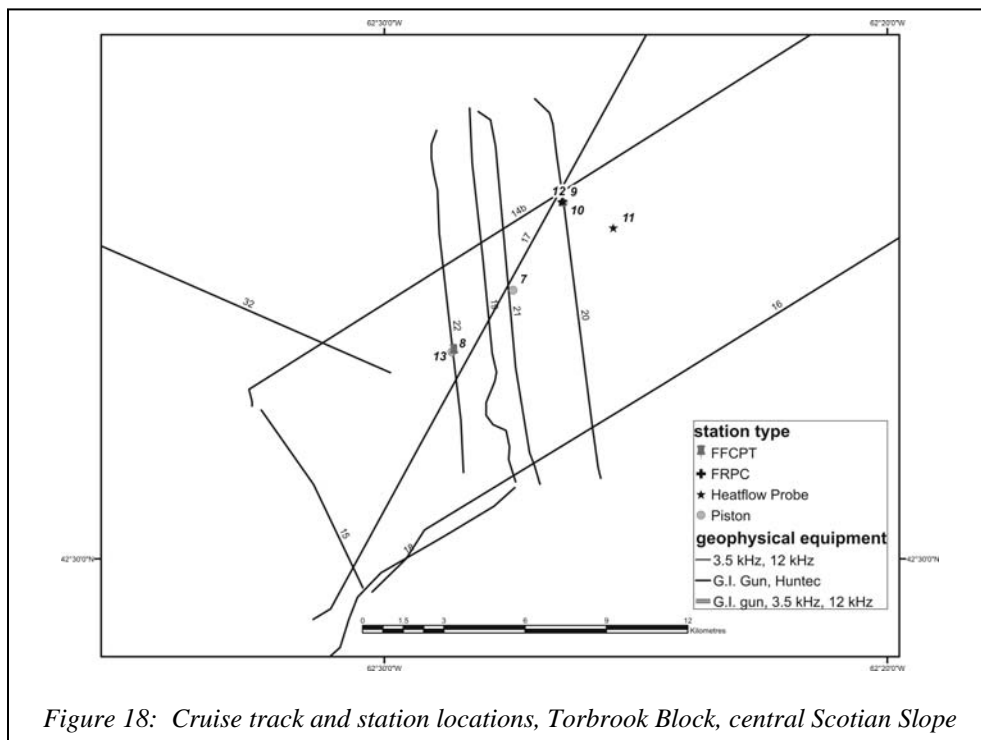 62°30'0"W 62°20'0"W
12 9
10
11
14b
17
7
32
19
21
20
16
22
8
13
15
18
station type
FFCPT
FRPC
Heatflow Probe
Piston
geophysical equipment
3.5 kHz, 12 kHz
G.I. Gun, Huntec
G.I. gun, 3.5 kHz, 12 kHz
42°30'0"N 42°30'0"N
0 1.5 3 6 9 12
Kilometres
62°30'0"W 62°20'0"W
Figure 18: Cruise track and station locations, Torbrook Block, central Scotian Slope